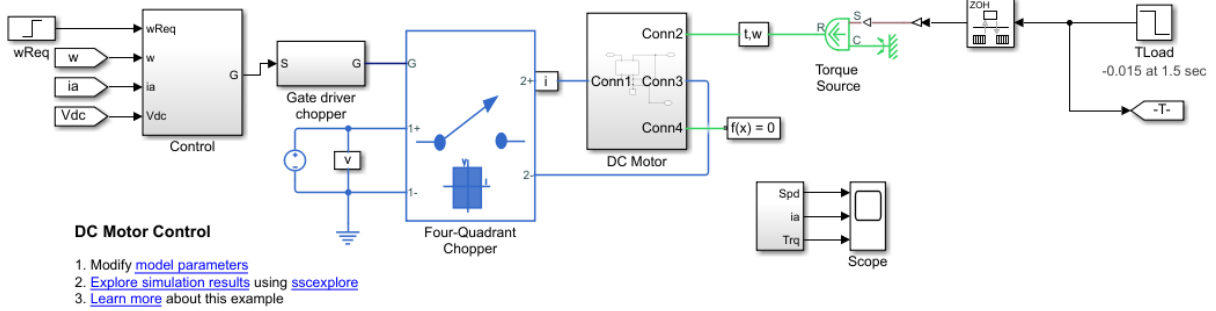 wReq
wReq
w
w
ia
ia
Vdc
Vdc
G
Control
S
G
Gate driver
chopper
G
1+
1-
2+
2-
v
V
I
Four-Quadrant
Chopper
i
Conn1
Conn2
Conn3
Conn4
DC Motor
t,w
f(x) = 0
R
S
C
Torque
Source
ZOH
TLoad
-0.015 at 1.5 sec
-T-
Spd
ia
Trq
Scope
DC Motor Control
1. Modify model parameters
2. Explore simulation results using sscexplore
3. Learn more about this example